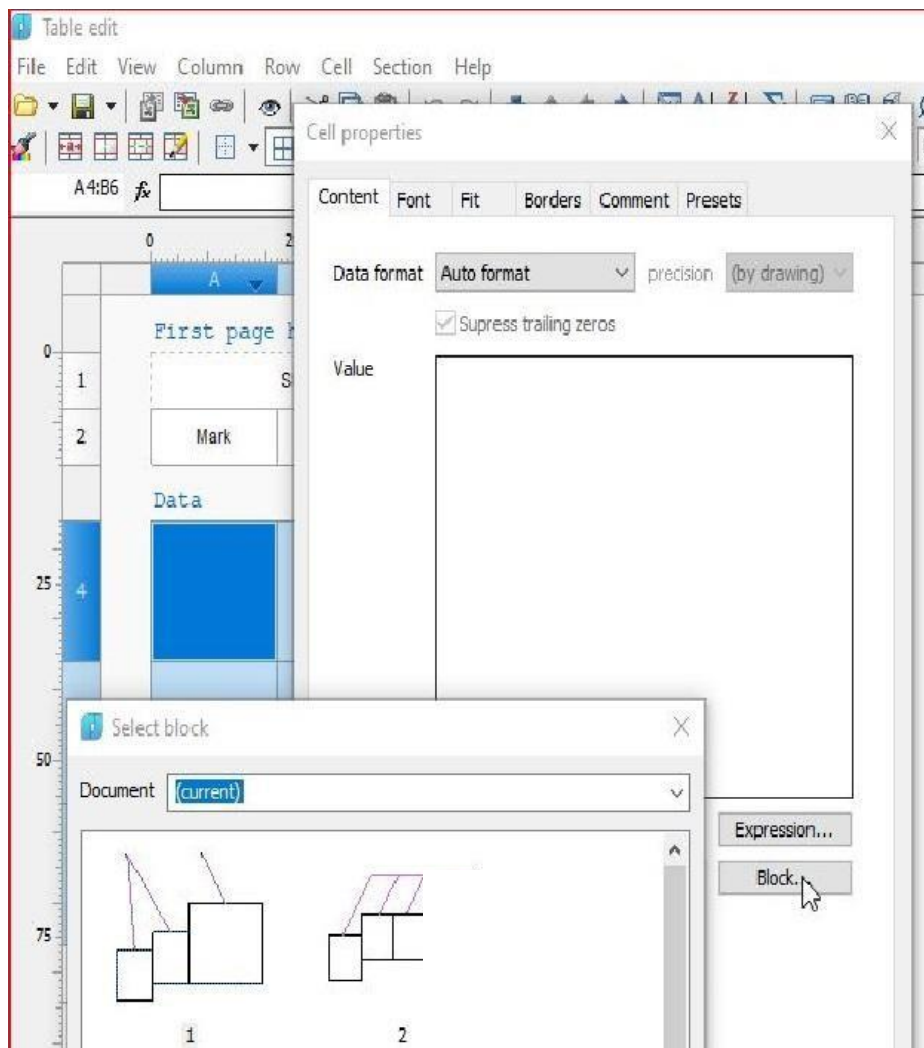 Table edit
File Edit View Column Row Cell Section Help
Cell properties
A4:B6 fx
Content Font Fit Borders Comment Presets
0 2
A
Data format Auto format precision (by drawing)
Supress trailing zeros
First page h
0
Value
1 S
2 Mark
Data
25
4
Select block
50
Document (current)
Expression...
Block...
75
1 2